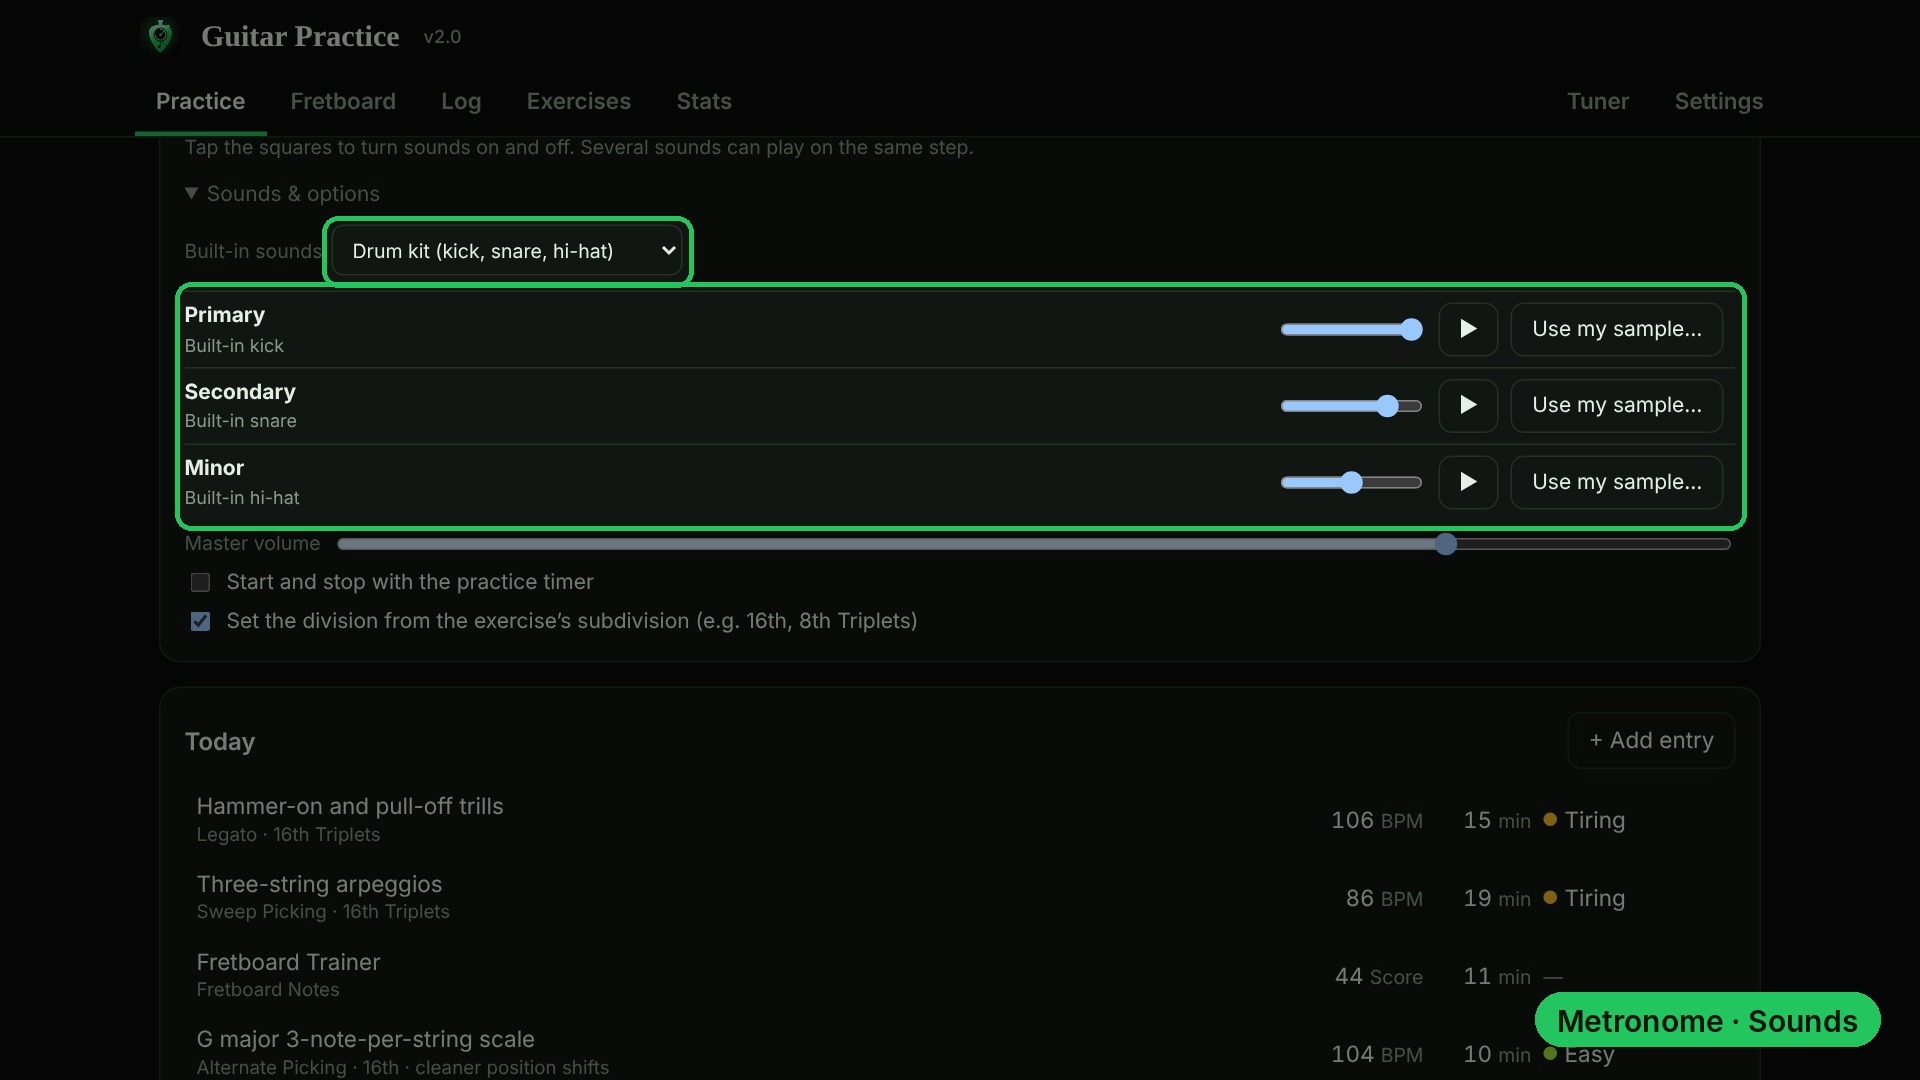 Guitar Practice v2.0
Practice Fretboard Log Exercises Stats Tuner Settings
Tap the squares to turn sounds on and off. Several sounds can play on the same step.
▼ Sounds & options
Built-in sounds Drum kit (kick, snare, hi-hat)
Primary
Built-in kick
Use my sample...
Secondary
Built-in snare
Use my sample...
Minor
Built-in hi-hat
Use my sample...
Master volume
Start and stop with the practice timer
Set the division from the exercise’s subdivision (e.g. 16th, 8th Triplets)
Today + Add entry
Hammer-on and pull-off trills
Legato · 16th Triplets
106 BPM 15 min Tiring
Three-string arpeggios
Sweep Picking · 16th Triplets
86 BPM 19 min Tiring
Fretboard Trainer
Fretboard Notes
44 Score 11 min —
G major 3-note-per-string scale
Alternate Picking · 16th · cleaner position shifts
104 BPM 10 min Easy
Metronome · Sounds